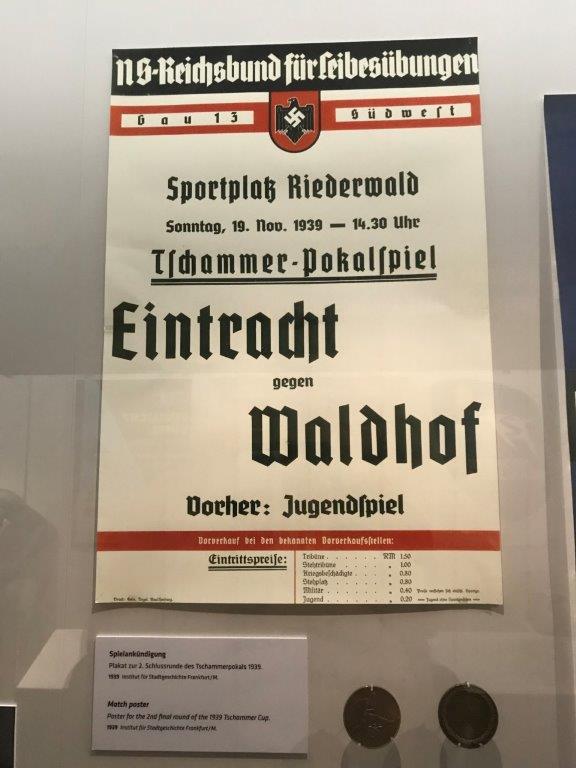 NS-Reichsbund für Leibesübungen
Gau 13 Südwest
Sportplatz Riederwald
Sonntag, 19. Nov. 1939 — 14.30 Uhr
Tschammer-Pokalspiel
Eintracht
gegen
Waldhof
Vorher: Jugendspiel
Vorverkauf bei den bekannten Vorverkaufsstellen:
Eintrittspreise:
Tribüne . . . . . . . RM 1.50
Stehtribüne . . . . . „ 1.00
Kriegsbeschädigte . . . . „ 0.80
Stehplatz . . . . . . „ 0.80
Militär . . . . . . . „ 0.40
Jugend . . . . . . . „ 0.20
Spielankündigung
Plakat zur 2. Schlussrunde des Tschammerpokals 1939.
1939 Institut für Stadtgeschichte Frankfurt/M.
Match poster
Poster for the 2nd final round of the 1939 Tschammer Cup.
1939 Institut für Stadtgeschichte Frankfurt/M.